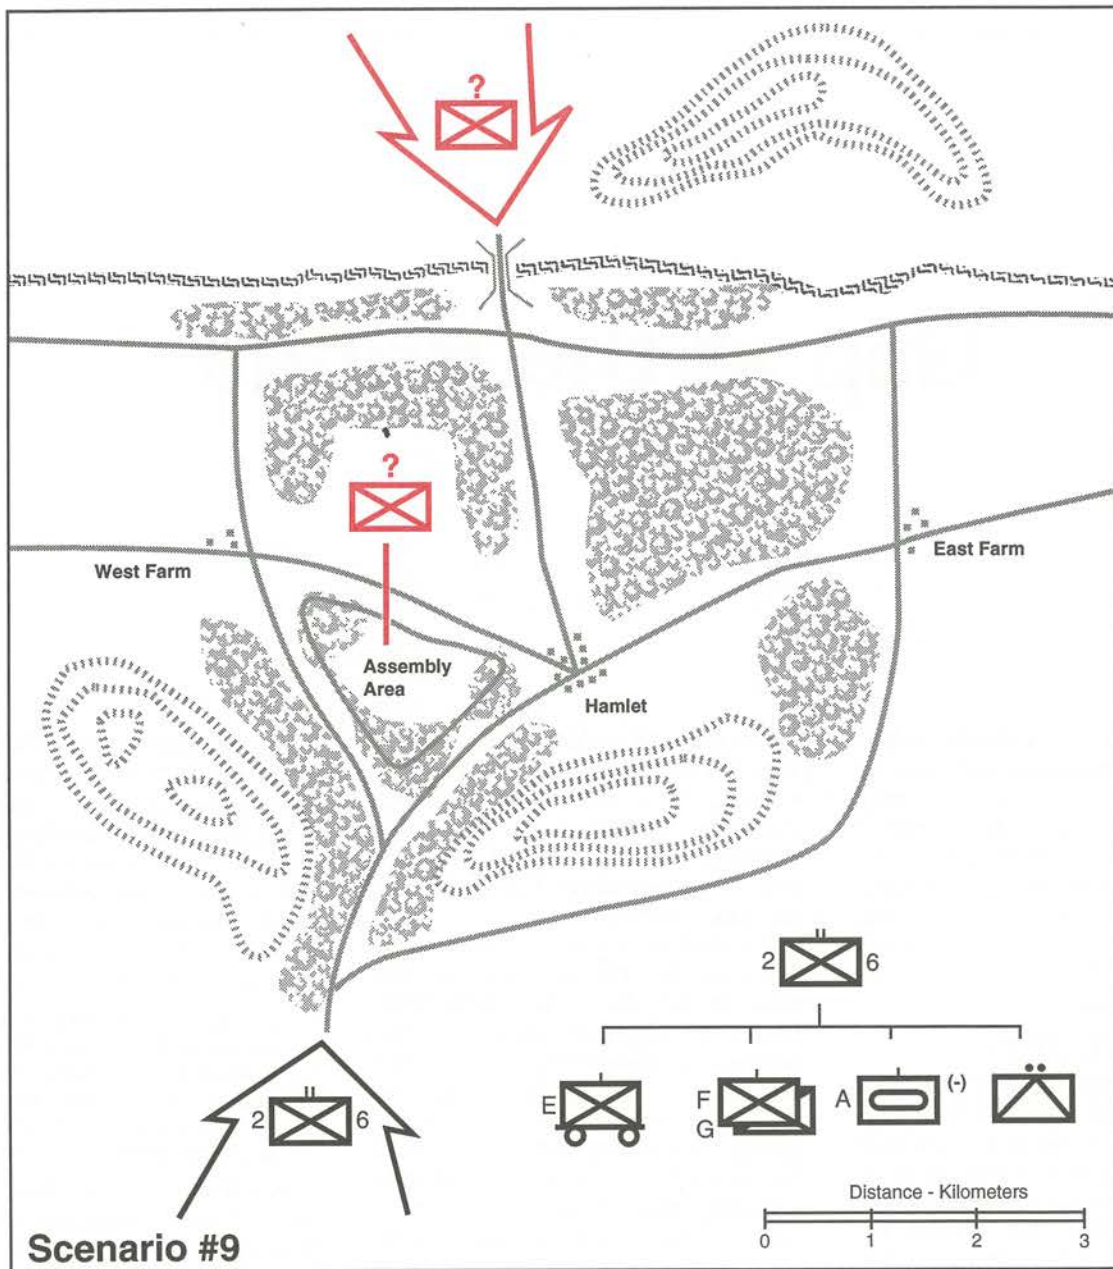 ?
?
West Farm
East Farm
Assembly
Area
Hamlet
2 6
E
F
G
A
(-)
2 6
Distance - Kilometers
0 1 2 3
Scenario #9